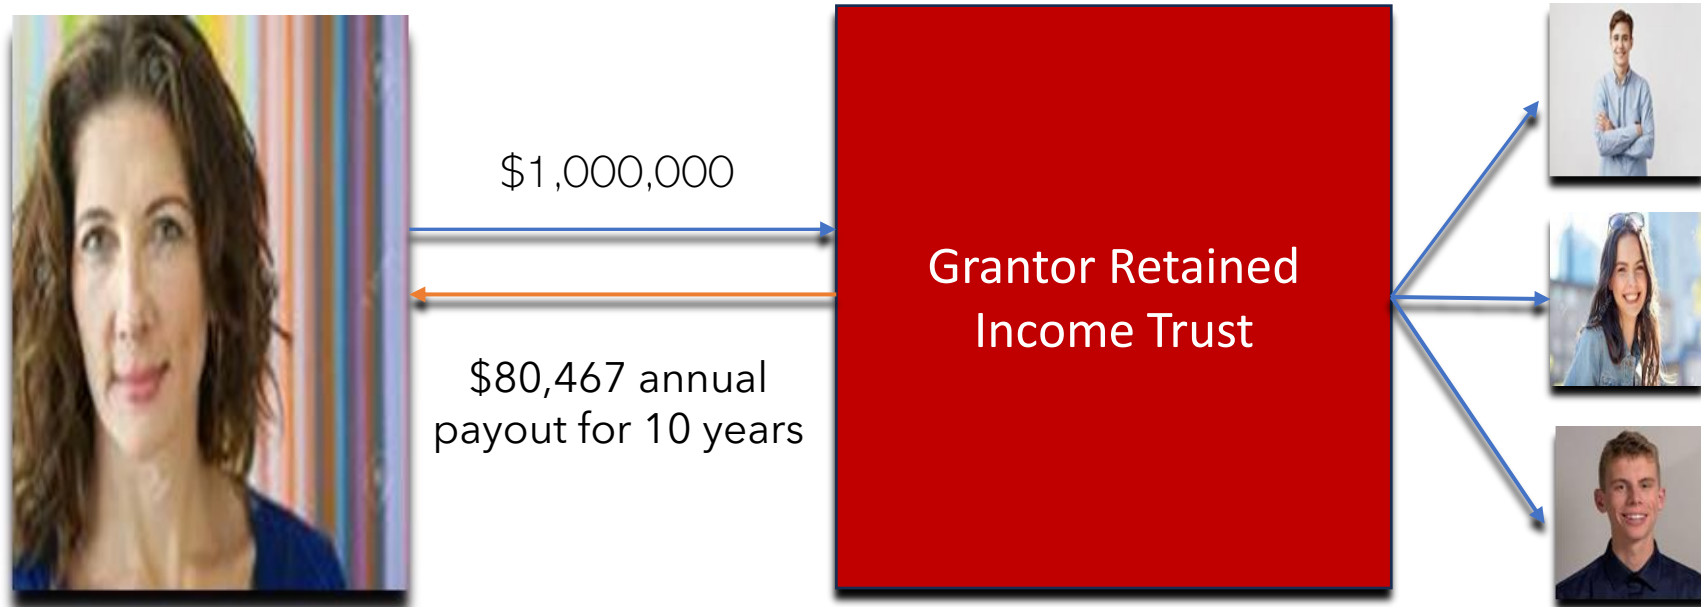 $1,000,000
$80,467 annual
payout for 10 years
Grantor Retained
Income Trust